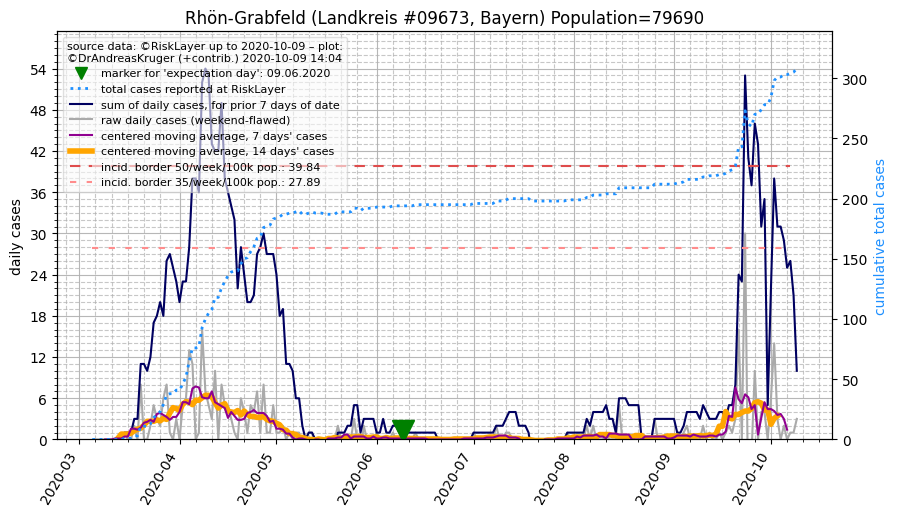 Rhön-Grabfeld (Landkreis #09673, Bayern) Population=79690
source data: ©RiskLayer up to 2020-10-09 – plot:
©DrAndreasKruger (+contrib.) 2020-10-09 14:04
marker for 'expectation day': 09.06.2020
total cases reported at RiskLayer
sum of daily cases, for prior 7 days of date
raw daily cases (weekend-flawed)
centered moving average, 7 days' cases
centered moving average, 14 days' cases
incid. border 50/week/100k pop.: 39.84
incid. border 35/week/100k pop.: 27.89
daily cases
54
48
42
36
30
24
18
12
6
0
cumulative total cases
300
250
200
150
100
50
0
2020-03
2020-04
2020-05
2020-06
2020-07
2020-08
2020-09
2020-10